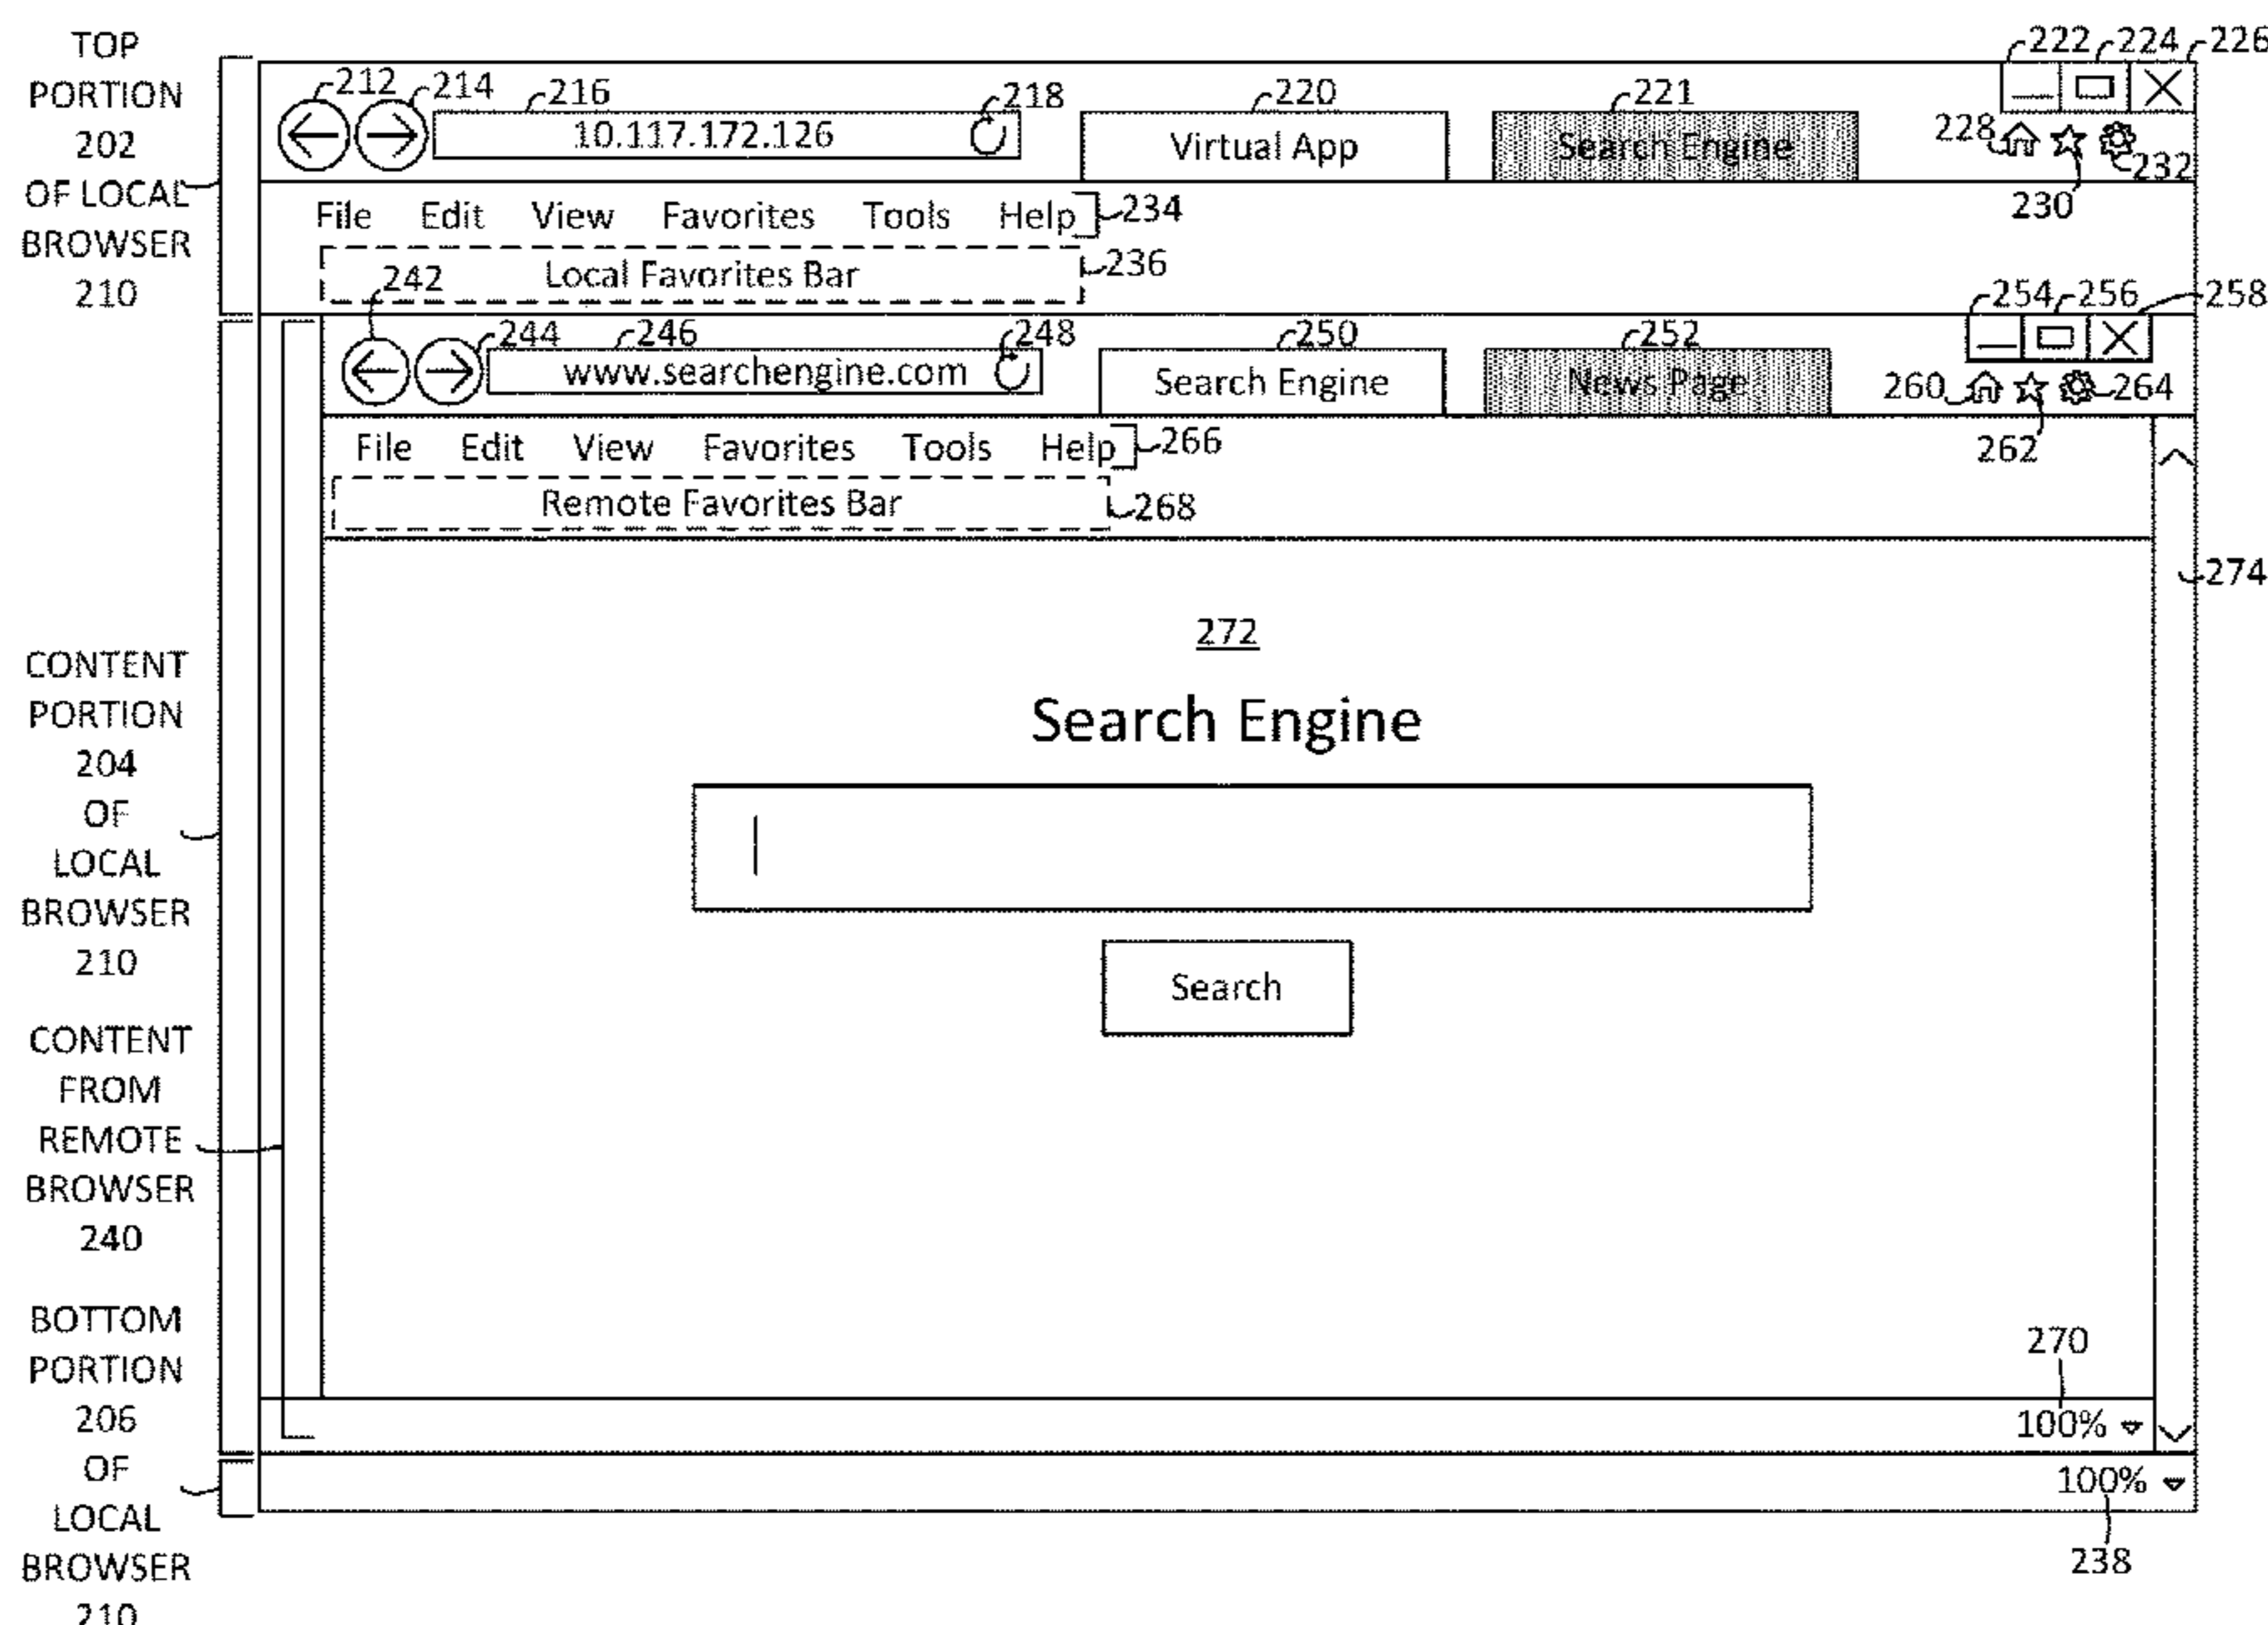 TOP
PORTION
202
OF LOCAL
BROWSER
210
222 224 226
212 214 216 218 220 221
10.117.172.126 Virtual App Search Engine
228 230 232
File Edit View Favorites Tools Help 234
Local Favorites Bar 236
242 244 246 248 250 252 254 256 258
www.searchengine.com Search Engine News Page
260 262 264
File Edit View Favorites Tools Help 266
Remote Favorites Bar 268
274
272
Search Engine
Search
CONTENT
PORTION
204
OF
LOCAL
BROWSER
210
CONTENT
FROM
REMOTE
BROWSER
240
270
100%
BOTTOM
PORTION
206
OF
LOCAL
BROWSER
210
100%
238